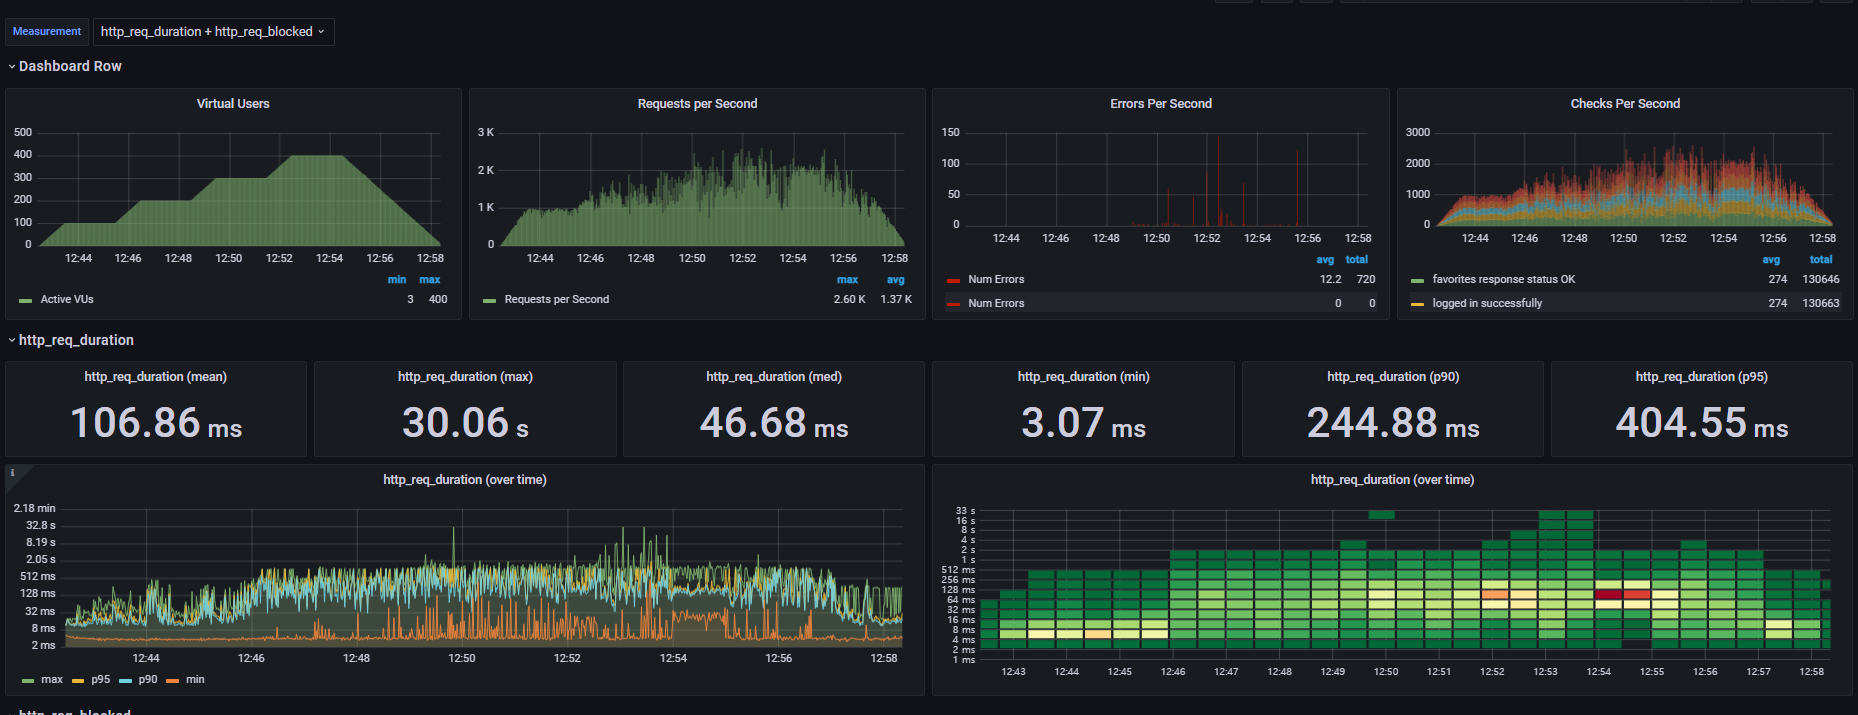 Measurement http_req_duration + http_req_blocked
Dashboard Row
Virtual Users
500
400
300
200
100
0
12:44 12:46 12:48 12:50 12:52 12:54 12:56 12:58
min max
Active VUs 3 400
Requests per Second
3 K
2 K
1 K
0
12:44 12:46 12:48 12:50 12:52 12:54 12:56 12:58
max avg
Requests per Second 2.60 K 1.37 K
Errors Per Second
150
100
50
0
12:44 12:46 12:48 12:50 12:52 12:54 12:56 12:58
avg total
Num Errors 12.2 720
Num Errors 0 0
Checks Per Second
3000
2000
1000
0
12:44 12:46 12:48 12:50 12:52 12:54 12:56 12:58
avg total
favorites response status OK 274 130646
logged in successfully 274 130663
http_req_duration
http_req_duration (mean)
106.86 ms
http_req_duration (max)
30.06 s
http_req_duration (med)
46.68 ms
http_req_duration (min)
3.07 ms
http_req_duration (p90)
244.88 ms
http_req_duration (p95)
404.55 ms
i
http_req_duration (over time)
2.18 min
32.8 s
8.19 s
2.05 s
512 ms
128 ms
32 ms
8 ms
2 ms
12:44 12:46 12:48 12:50 12:52 12:54 12:56 12:58
max p95 p90 min
http_req_duration (over time)
33 s
16 s
8 s
4 s
2 s
1 s
512 ms
256 ms
128 ms
64 ms
32 ms
16 ms
8 ms
4 ms
2 ms
1 ms
12:43 12:44 12:45 12:46 12:47 12:48 12:49 12:50 12:51 12:52 12:53 12:54 12:55 12:56 12:57 12:58
http_req_blocked